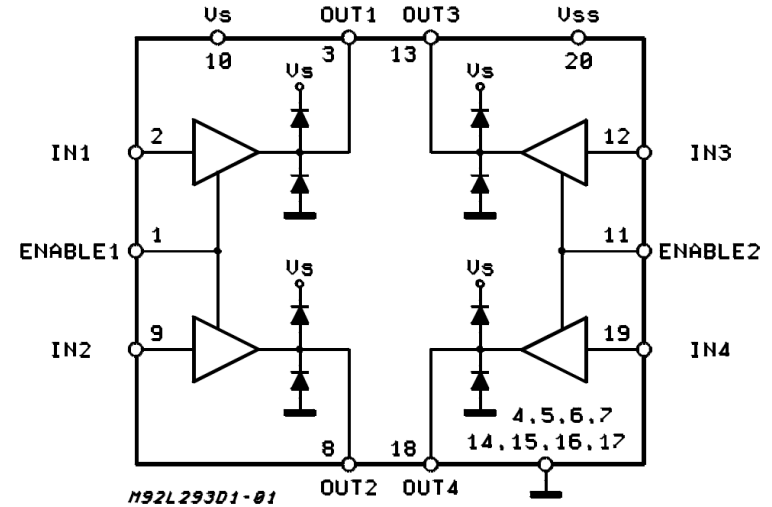 Vs OUT1 OUT3 Vss
10 3 13 20
Vs Vs
IN1 2 12 IN3
ENABLE1 1 11 ENABLE2
Vs Vs
IN2 9 19 IN4
4,5,6,7
8 18 14,15,16,17
OUT2 OUT4
M92L293D1-01